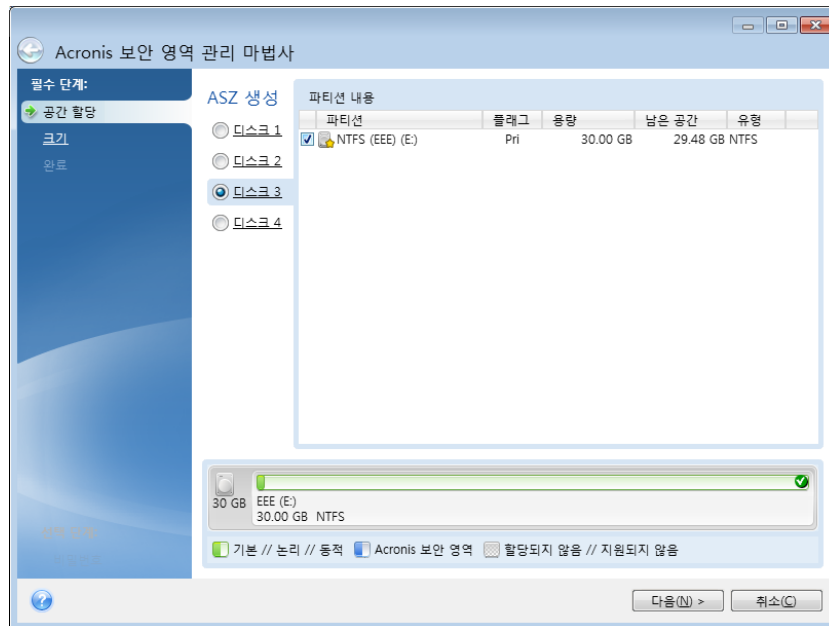 Acronis 보안 영역 관리 마법사
필수 단계:
공간 할당
크기
완료
ASZ 생성
디스크 1
디스크 2
디스크 3
디스크 4
파티션 내용
파티션 플래그 용량 남은 공간 유형
NTFS (EEE) (E:) Pri 30.00 GB 29.48 GB NTFS
30 GB
EEE (E:)
30.00 GB NTFS
기본 // 논리 // 동적 Acronis 보안 영역 할당되지 않음 // 지원되지 않음
다음(N) > 취소(C)